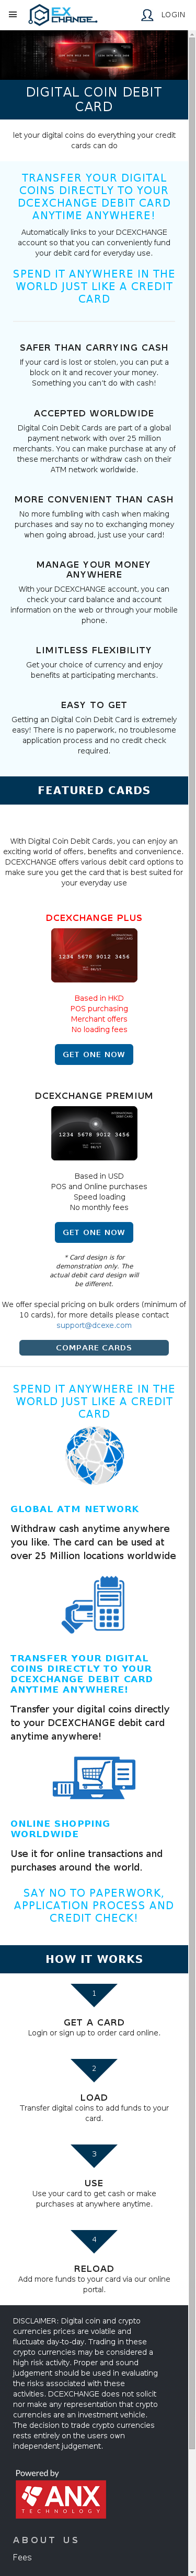 EX
CHANGE
LOGIN
DIGITAL COIN DEBIT
CARD
let your digital coins do everything your credit
cards can do
TRANSFER YOUR DIGITAL
COINS DIRECTLY TO YOUR
DCEXCHANGE DEBIT CARD
ANYTIME ANYWHERE!
Automatically links to your DCEXCHANGE
account so that you can conveniently fund
your debit card for everyday use.
SPEND IT ANYWHERE IN THE
WORLD JUST LIKE A CREDIT
CARD
SAFER THAN CARRYING CASH
If your card is lost or stolen, you can put a
block on it and recover your money.
Something you can't do with cash!
ACCEPTED WORLDWIDE
Digital Coin Debit Cards are part of a global
payment network with over 25 million
merchants. You can make purchase at any of
these merchants or withdraw cash on their
ATM network worldwide.
MORE CONVENIENT THAN CASH
No more fumbling with cash when making
purchases and say no to exchanging money
when going abroad, just use your card!
MANAGE YOUR MONEY
ANYWHERE
With your DCEXCHANGE account, you can
check your card balance and account
information on the web or through your mobile
phone.
LIMITLESS FLEXIBILITY
Get your choice of currency and enjoy
benefits at participating merchants.
EASY TO GET
Getting an Digital Coin Debit Card is extremely
easy! There is no paperwork, no troublesome
application process and no credit check
required.
FEATURED CARDS
With Digital Coin Debit Cards, you can enjoy an
exciting world of offers, benefits and convenience.
DCEXCHANGE offers various debit card options to
make sure you get the card that is best suited for
your everyday use
DCEXCHANGE PLUS
1234 5678 9012 3456
Based in HKD
POS purchasing
Merchant offers
No loading fees
GET ONE NOW
DCEXCHANGE PREMIUM
1234 5678 9012 3456
Based in USD
POS and Online purchases
Speed loading
No monthly fees
GET ONE NOW
* Card design is for
demonstration only. The
actual debit card design will
be different.
We offer special pricing on bulk orders (minimum of
10 cards), for more details please contact
support@dcexe.com
COMPARE CARDS
SPEND IT ANYWHERE IN THE
WORLD JUST LIKE A CREDIT
CARD
GLOBAL ATM NETWORK
Withdraw cash anytime anywhere
you like. The card can be used at
over 25 Million locations worldwide
TRANSFER YOUR DIGITAL
COINS DIRECTLY TO YOUR
DCEXCHANGE DEBIT CARD
ANYTIME ANYWHERE!
Transfer your digital coins directly
to your DCEXCHANGE debit card
anytime anywhere!
ONLINE SHOPPING
WORLDWIDE
Use it for online transactions and
purchases around the world.
SAY NO TO PAPERWORK,
APPLICATION PROCESS AND
CREDIT CHECK!
HOW IT WORKS
1
GET A CARD
Login or sign up to order card online.
2
LOAD
Transfer digital coins to add funds to your
card.
3
USE
Use your card to get cash or make
purchases at anywhere anytime.
4
RELOAD
Add more funds to your card via our online
portal.
DISCLAIMER: Digital coin and crypto
currencies prices are volatile and
fluctuate day-to-day. Trading in these
crypto currencies may be considered a
high risk activity. Proper and sound
judgement should be used in evaluating
the risks associated with these
activities. DCEXCHANGE does not solicit
nor make any representation that crypto
currencies are an investment vehicle.
The decision to trade crypto currencies
rests entirely on the users own
independent judgement.
Powered by
ANX
TECHNOLOGY
ABOUT US
Fees